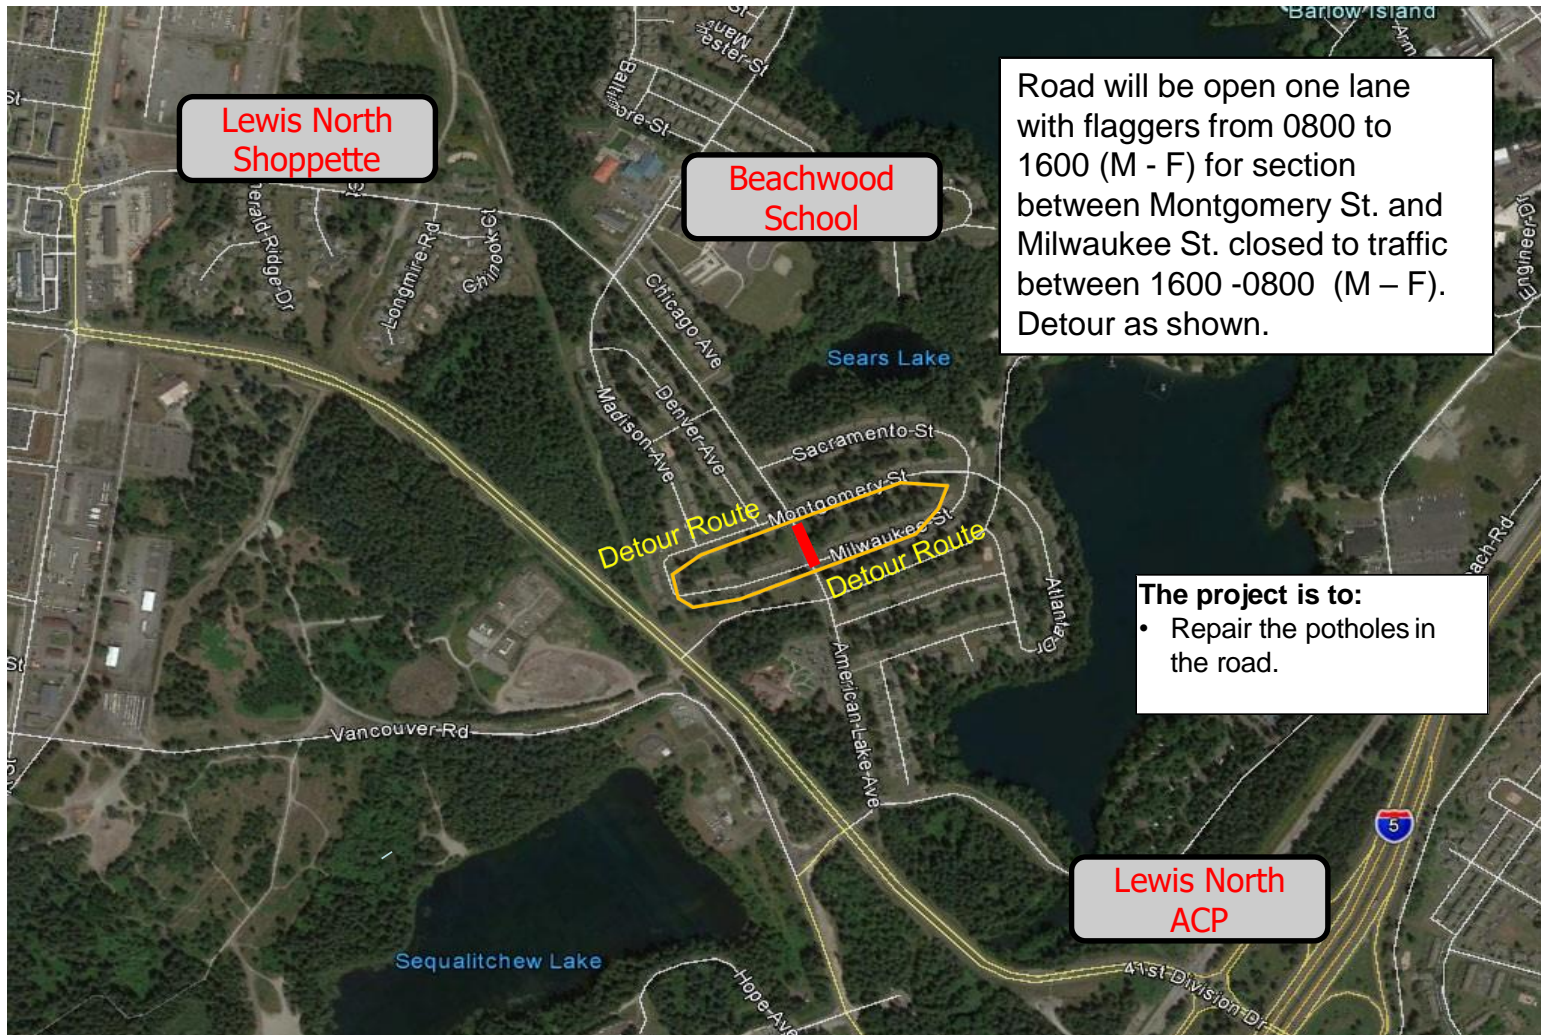 Barlow Island
Road will be open one lane
with flaggers from 0800 to
1600 (M - F) for section
between Montgomery St. and
Milwaukee St. closed to traffic
between 1600 -0800  (M – F).
Detour as shown.
Lewis North
Shoppette
Beachwood
School
St
Baltimore St
Ridge Dr
Longmire Rd
Chinook Ct
Engineer Dr
Chicago Ave
Sears Lake
Madison Ave
Denver Ave
Sacramento St
Montgomery St
Detour Route
Milwaukee St
Detour Route
Atlanta Dr
The project is to:
• Repair the potholes in
the road.
St
American Lake Ave
Vancouver Rd
5
Lewis North
ACP
Sequalitchew Lake
41st Division Dr
Hope Ave